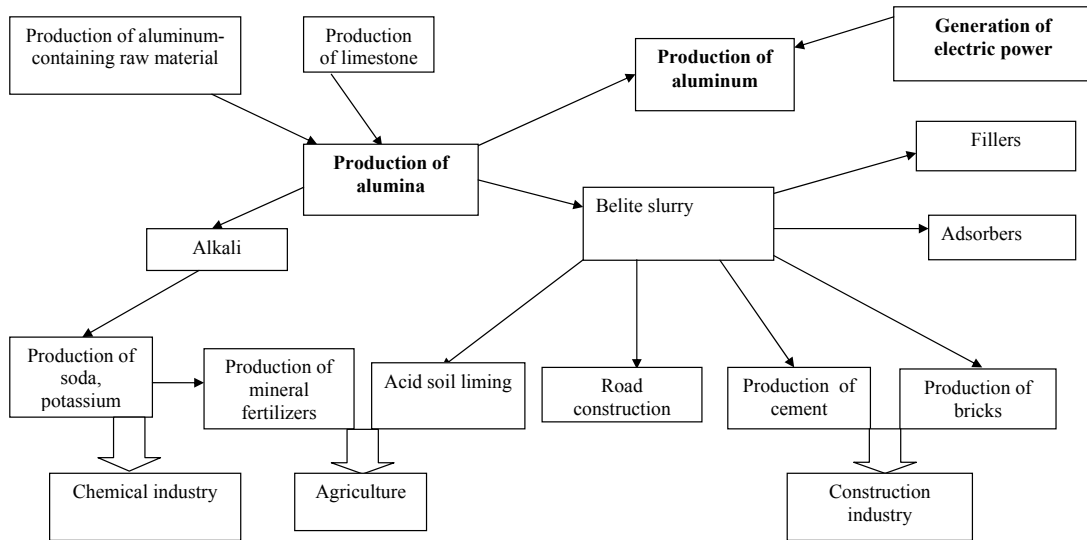 Production of aluminum-
containing raw material
Production
of limestone
Production of
aluminum
Generation of
electric power
Production of
alumina
Fillers
Belite slurry
Adsorbers
Alkali
Production of
soda,
potassium
Production of
mineral
fertilizers
Acid soil liming
Road
construction
Production of
cement
Production of
bricks
Chemical industry
Agriculture
Construction
industry